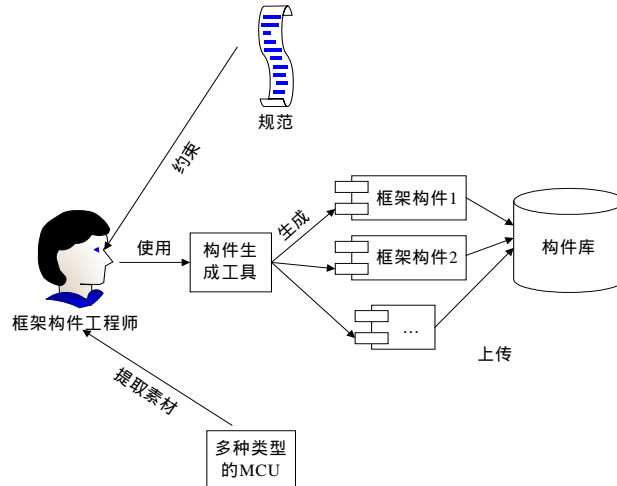 规范
约束
框架构件1
生成
使用
构件生
成工具
框架构件2
构件库
框架构件工程师
...
上传
提取素材
多种类型
的MCU